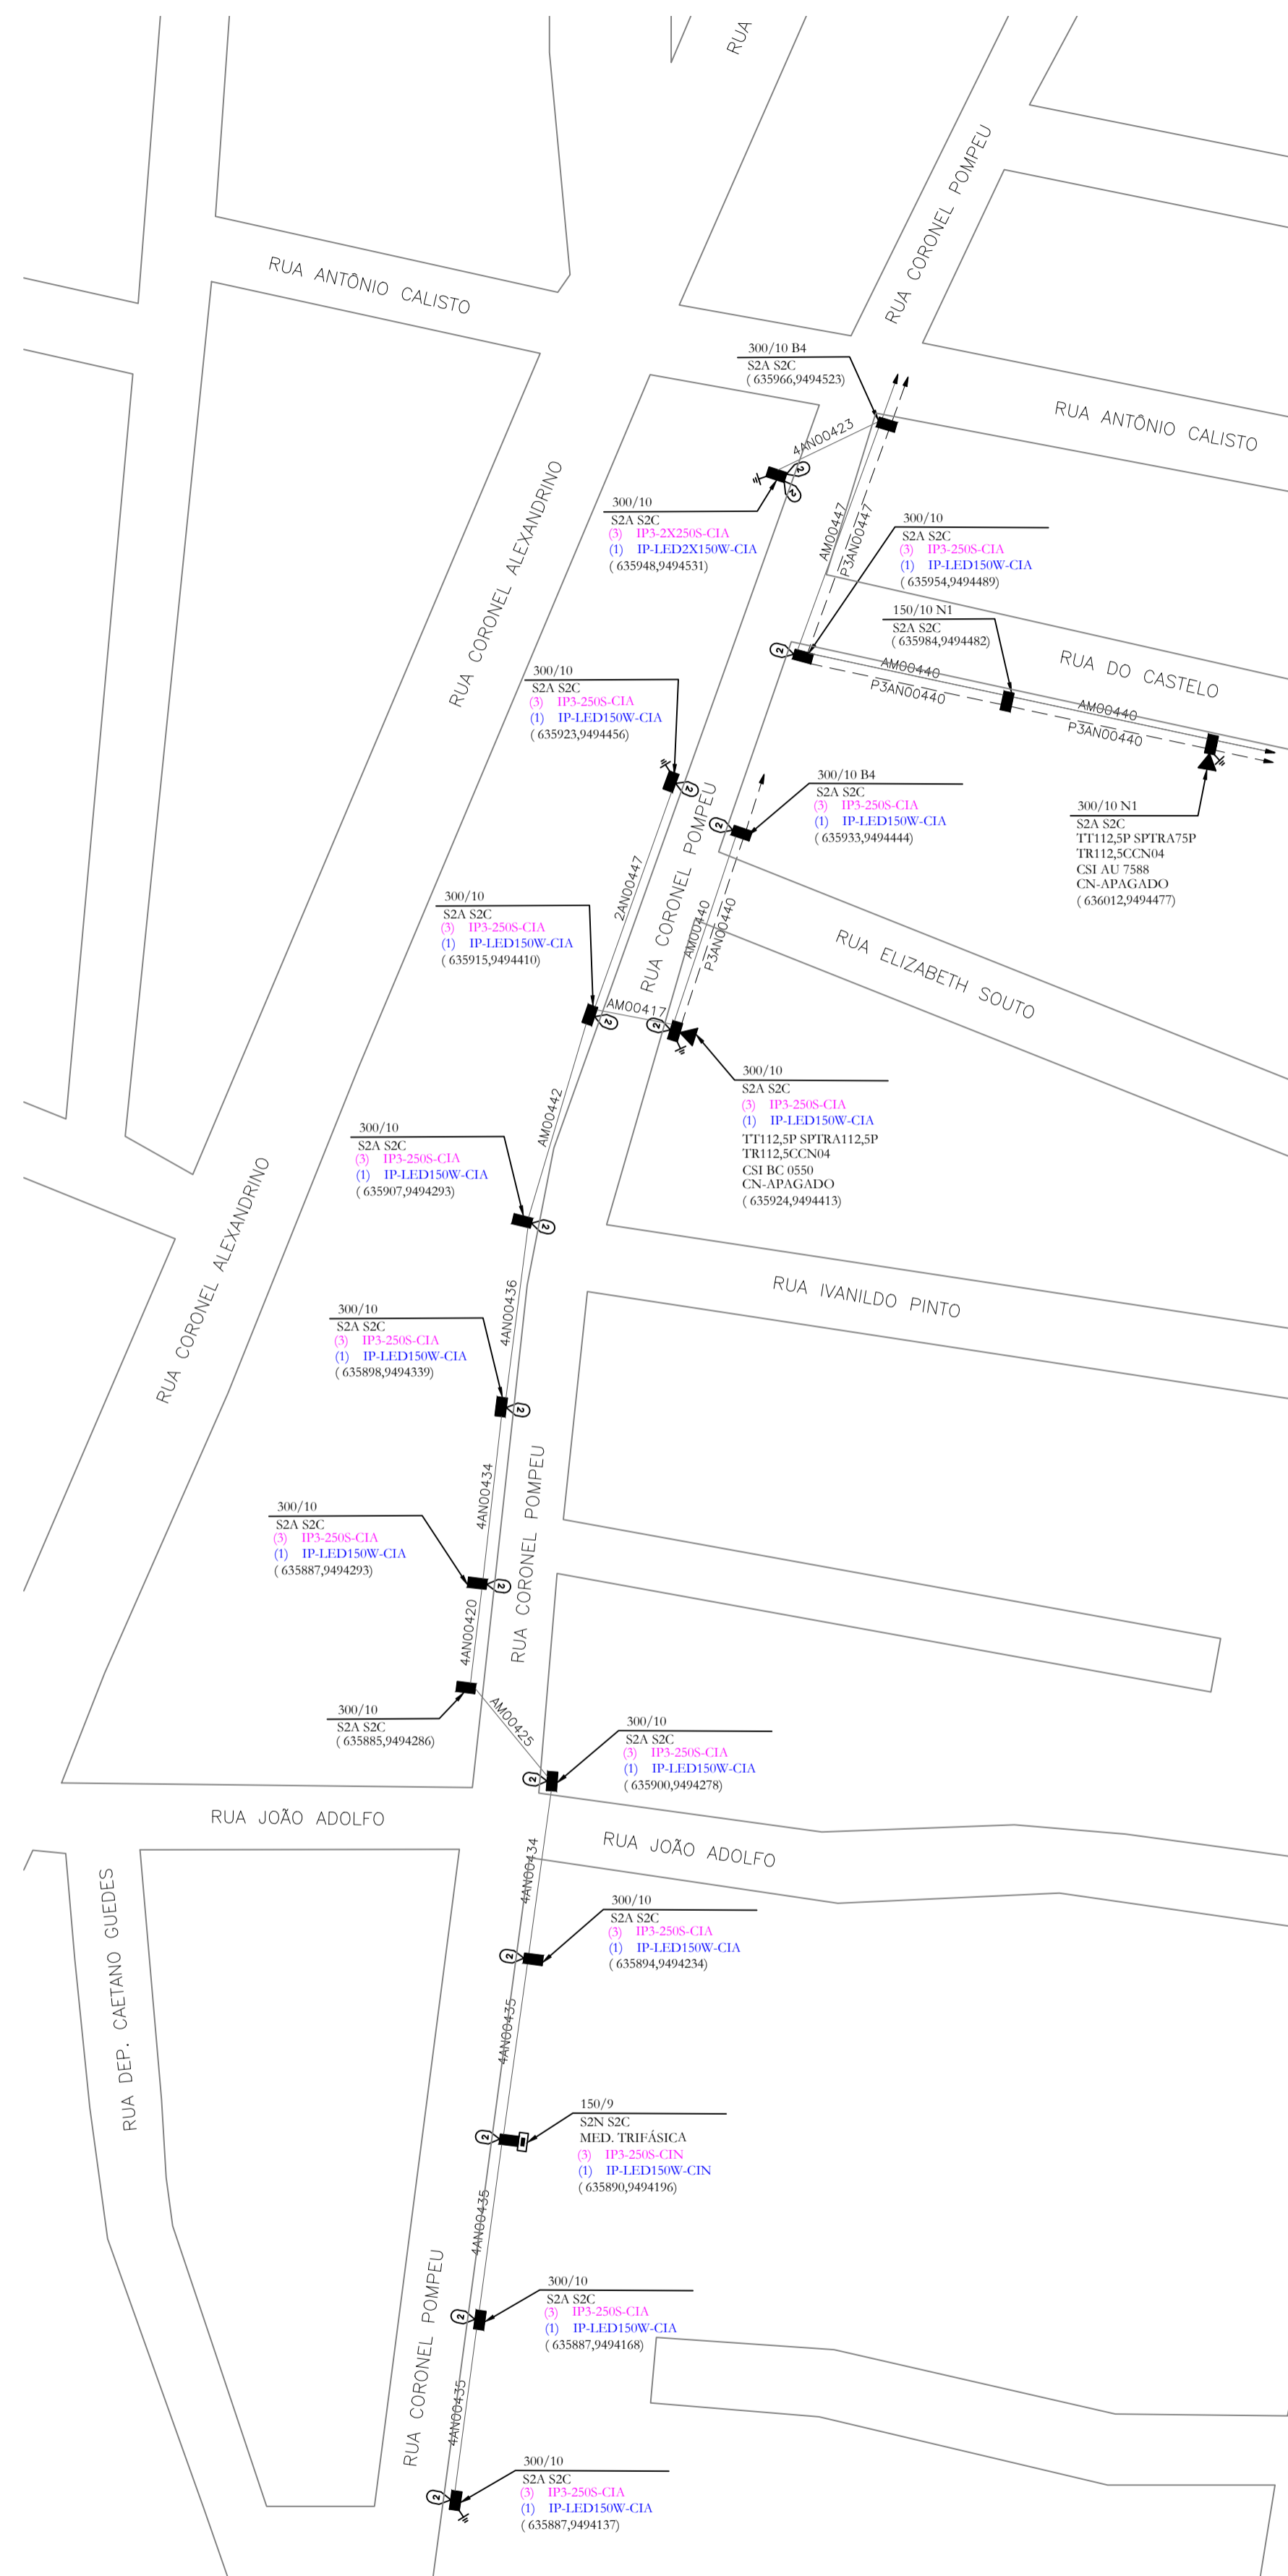 RUA
RUA CORONEL POMPEU
RUA ANTÔNIO CALISTO
300/10 B4
S2A S2C
( 635966,9494523)
RUA ANTÔNIO CALISTO
4AN00423
RUA CORONEL ALEXANDRINO
300/10
S2A S2C
(3) IP3-2X250S-CIA
(1) IP-LED2X150W-CIA
( 635948,9494531)
2
2
AM00447
P3AN00447
300/10
S2A S2C
(3) IP3-250S-CIA
(1) IP-LED150W-CIA
( 635954,9494489)
150/10 N1
S2A S2C
( 635984,9494482)
2
AM00440
P3AN00440
RUA DO CASTELO
AM00440
P3AN00440
300/10
S2A S2C
(3) IP3-250S-CIA
(1) IP-LED150W-CIA
( 635923,9494456)
2
300/10 B4
S2A S2C
(3) IP3-250S-CIA
(1) IP-LED150W-CIA
( 635933,9494444)
2
300/10 N1
S2A S2C
TT112,5P SPTRA75P
TR112,5CCN04
CSI AU 7588
CN-APAGADO
( 636012,9494477)
2AN00447
RUA CORONEL POMPEU
AM00440
P3AN00440
300/10
S2A S2C
(3) IP3-250S-CIA
(1) IP-LED150W-CIA
( 635915,9494410)
RUA ELIZABETH SOUTO
2
AM00417
2
300/10
S2A S2C
(3) IP3-250S-CIA
(1) IP-LED150W-CIA
TT112,5P SPTRA112,5P
TR112,5CCN04
CSI BC 0550
CN-APAGADO
( 635924,9494413)
AM00442
300/10
S2A S2C
(3) IP3-250S-CIA
(1) IP-LED150W-CIA
( 635907,9494293)
2
RUA CORONEL ALEXANDRINO
RUA IVANILDO PINTO
4AN00436
300/10
S2A S2C
(3) IP3-250S-CIA
(1) IP-LED150W-CIA
( 635898,9494339)
2
4AN00434
RUA CORONEL POMPEU
300/10
S2A S2C
(3) IP3-250S-CIA
(1) IP-LED150W-CIA
( 635887,9494293)
2
4AN00420
300/10
S2A S2C
( 635885,9494286)
AM00425
300/10
S2A S2C
(3) IP3-250S-CIA
(1) IP-LED150W-CIA
( 635900,9494278)
2
RUA JOÃO ADOLFO
RUA JOÃO ADOLFO
4AN00434
300/10
S2A S2C
(3) IP3-250S-CIA
(1) IP-LED150W-CIA
( 635894,9494234)
2
RUA DEP. CAETANO GUEDES
4AN00435
150/9
S2N S2C
MED. TRIFÁSICA
(3) IP3-250S-CIN
(1) IP-LED150W-CIN
( 635890,9494196)
2
4AN00435
RUA CORONEL POMPEU
300/10
S2A S2C
(3) IP3-250S-CIA
(1) IP-LED150W-CIA
( 635887,9494168)
2
4AN00435
300/10
S2A S2C
(3) IP3-250S-CIA
(1) IP-LED150W-CIA
( 635887,9494137)
2